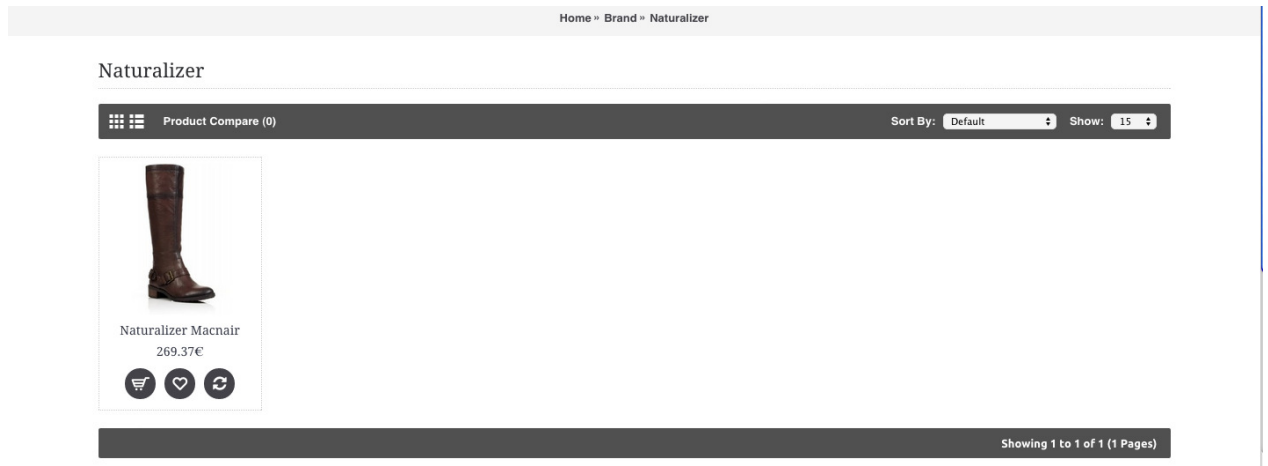 Home » Brand » Naturalizer
Naturalizer
Product Compare (0) Sort By: Default Show: 15
Naturalizer Macnair
269.37€
Showing 1 to 1 of 1 (1 Pages)